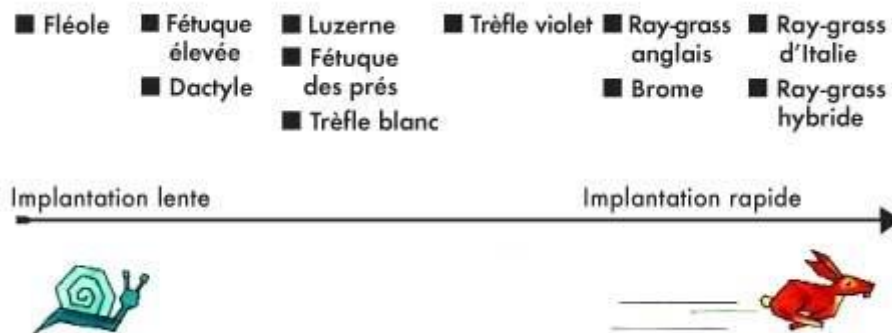 ■ Fléole
■ Fétuque
élevée
■ Dactyle
■ Luzerne
■ Fétuque
des prés
■ Trèfle blanc
■ Trèfle violet
■ Ray-grass
anglais
■ Brome
■ Ray-grass
d'Italie
■ Ray-grass
hybride
Implantation lente
Implantation rapide